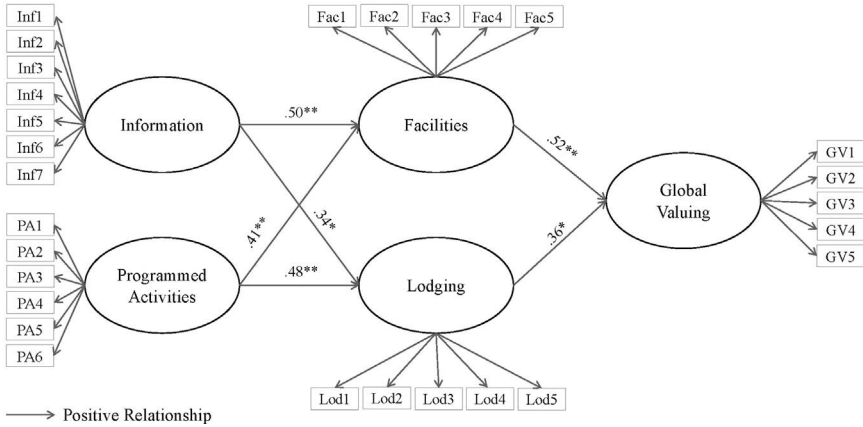 Inf1
Inf2
Inf3
Inf4
Inf5
Inf6
Inf7
Fac1
Fac2
Fac3
Fac4
Fac5
Information
.50**
Facilities
.52**
.41**
.34*
PA1
PA2
PA3
PA4
PA5
PA6
Programmed
Activities
.48**
Lodging
.36*
Global
Valuing
GV1
GV2
GV3
GV4
GV5
Lod1
Lod2
Lod3
Lod4
Lod5
Positive Relationship